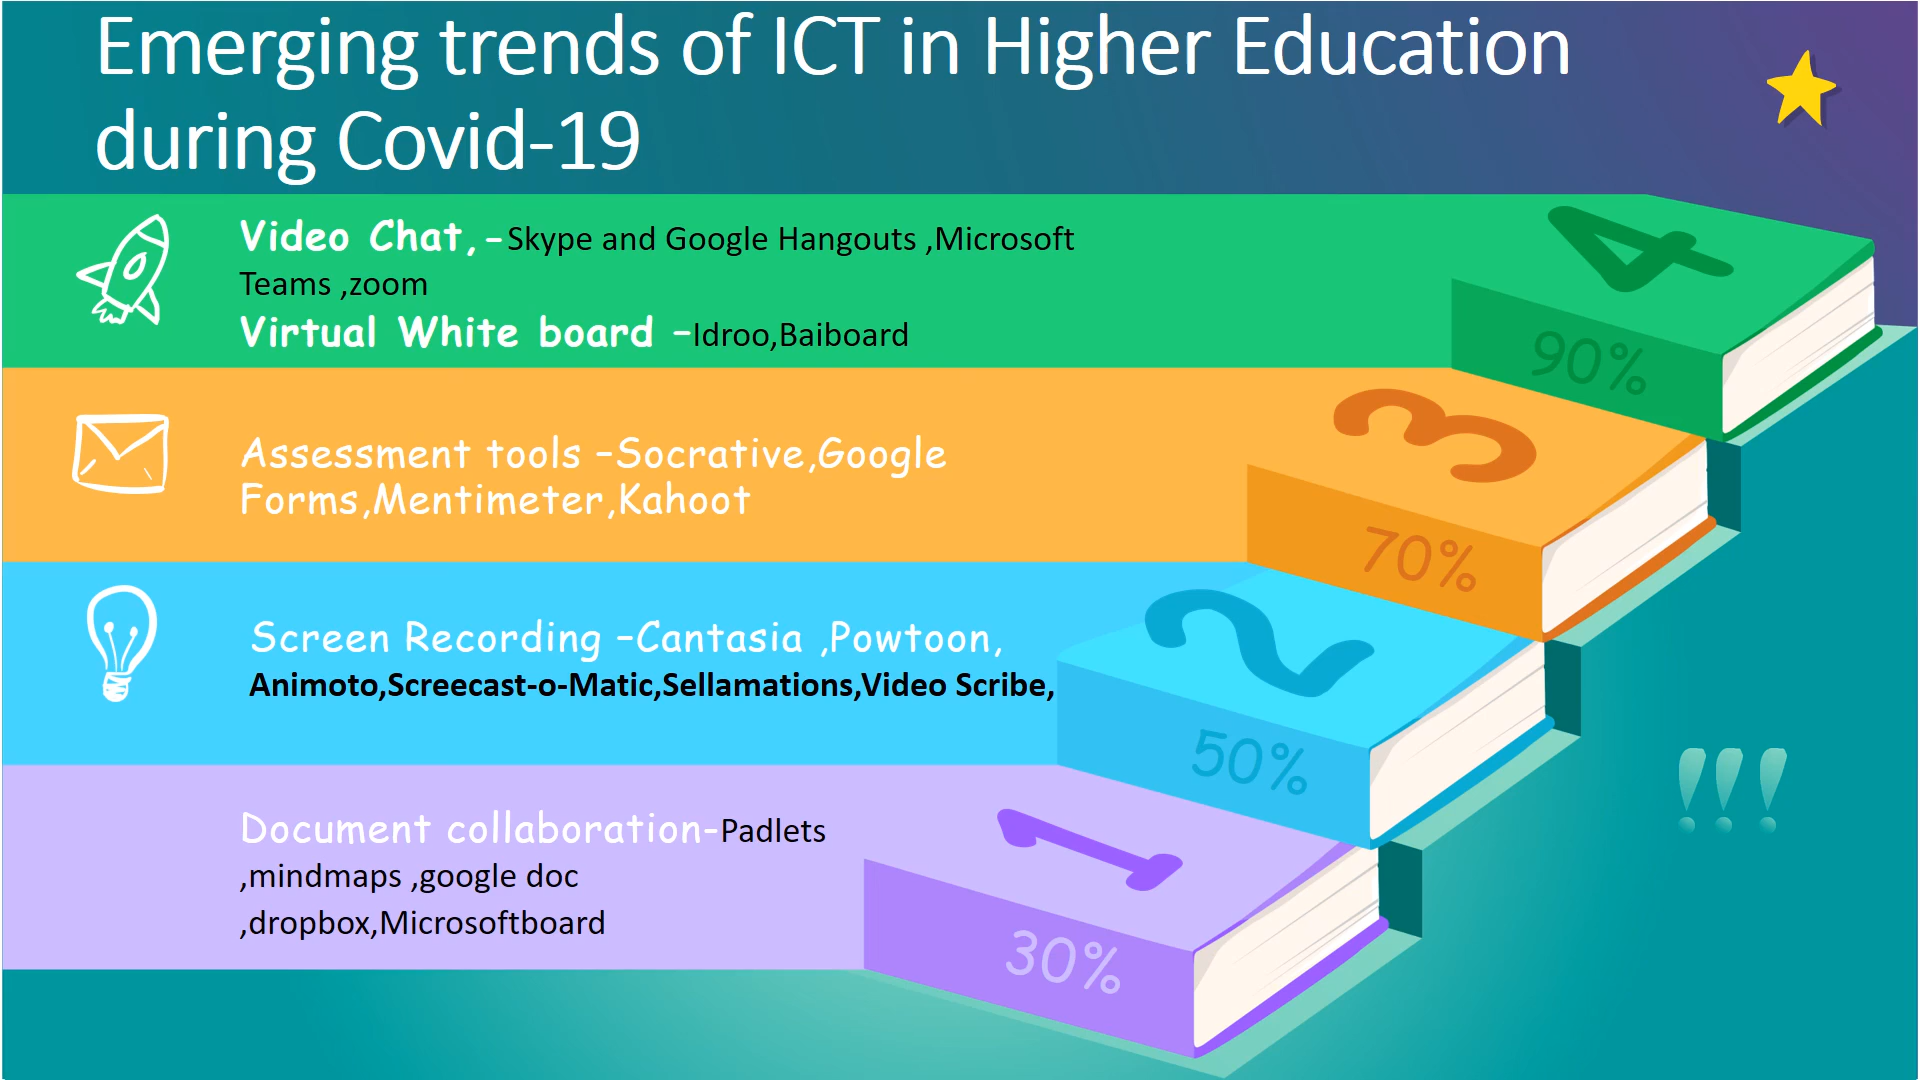 Emerging trends of ICT in Higher Education
during Covid-19
Video Chat,-Skype and Google Hangouts ,Microsoft
Teams ,zoom
Virtual White board –Idroo,Baiboard
4
90%
Assessment tools –Socrative,Google
Forms,Mentimeter,Kahoot
3
70%
Screen Recording –Cantasia ,Powtoon,
Animoto,Screecast-o-Matic,Sellamations,Video Scribe,
2
50%
!!!
Document collaboration-Padlets
,mindmaps ,google doc
,dropbox,Microsoftboard
1
30%